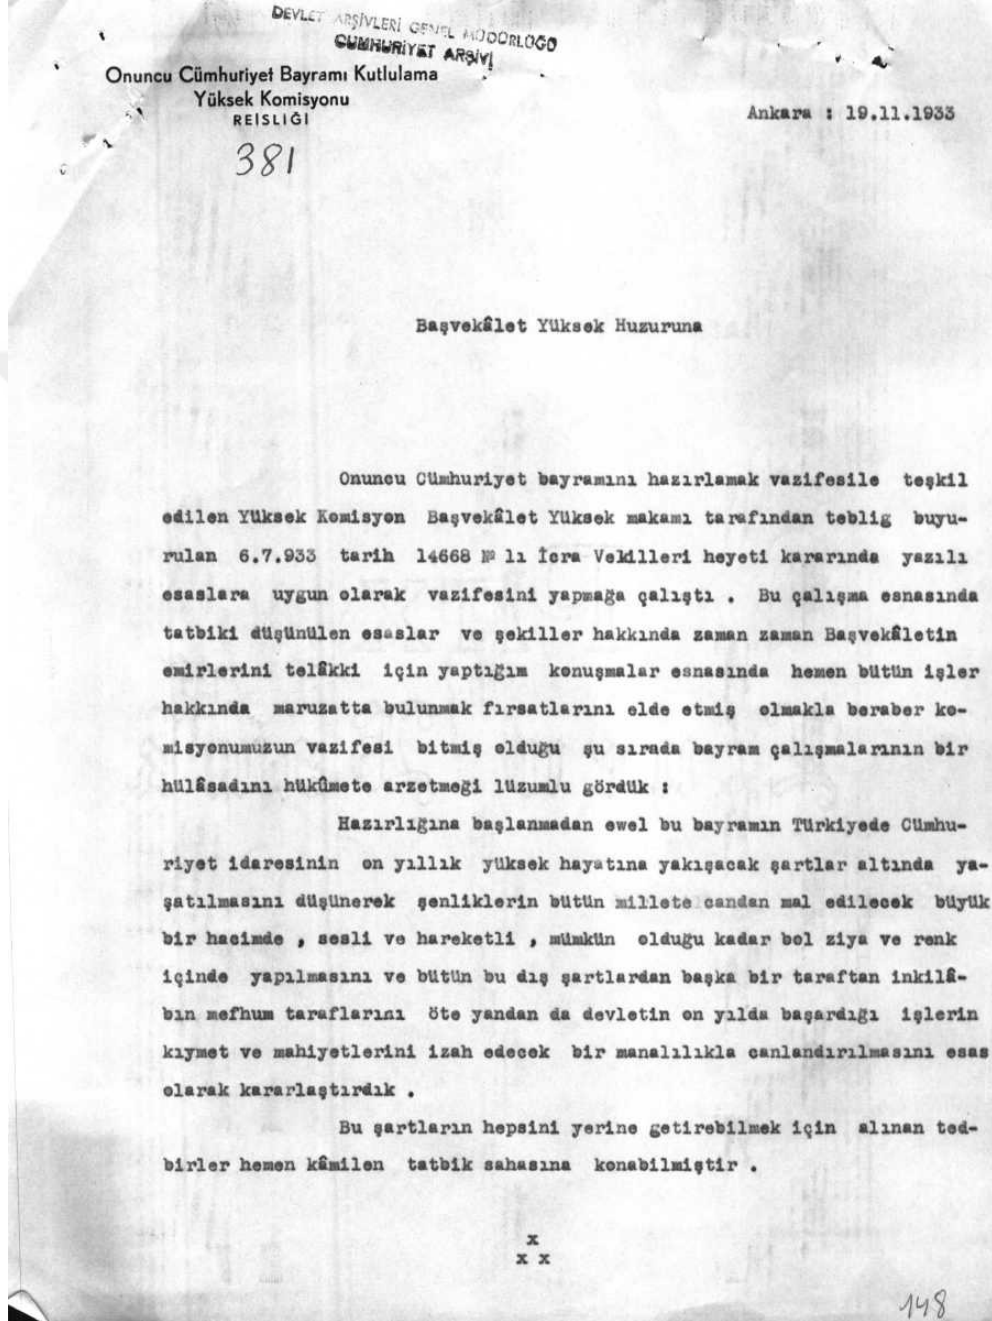 DEVLET ARŞİVLERİ GENEL MÜDÜRLÜĞÜ
CUMHURİYET ARŞİVİ
Onuncu Cümhuriyet Bayramı Kutlulama
Yüksek Komisyonu
REİSLİĞİ
381
Ankara : 19.11.1933
Başvekâlet Yüksek Huzuruna
Onuncu Cümhuriyet bayramını hazırlamak vazifesile teşkil
edilen Yüksek Komisyon Başvekâlet Yüksek makamı tarafından teblig buyu-
rulan 6.7.933 tarih 14668 № lı İcra Vekilleri heyeti kararında yazılı
esaslara uygun olarak vazifesini yapmağa çalıştı . Bu çalışma esnasında
tatbiki düşünülen esaslar ve şekiller hakkında zaman zaman Başvekâletin
emirlerini telâkki için yaptığım konuşmalar esnasında hemen bütün işler
hakkında maruzatta bulunmak fırsatlarını elde etmiş olmakla beraber ko-
misyonumuzun vazifesi bitmiş olduğu şu sırada bayram çalışmalarının bir
hülâsadını hükûmete arzetmeği lüzumlu gördük :
Hazırlığına başlanmadan ewel bu bayramın Türkiyede Cümhu-
riyet idaresinin on yıllık yüksek hayatına yakışacak şartlar altında ya-
şatılmasını düşünerek şenliklerin bütün millete candan mal edilecek büyük
bir hacimde , sesli ve hareketli , mümkün olduğu kadar bol ziya ve renk
içinde yapılmasını ve bütün bu dış şartlardan başka bir taraftan inkilâ-
bın mefhum taraflarını öte yandan da devletin on yılda başardığı işlerin
kıymet ve mahiyetlerini izah edecek bir manalılıkla canlandırılmasını esas
olarak kararlaştırdık .
Bu şartların hepsini yerine getirebilmek için alınan ted-
birler hemen kâmilen tatbik sahasına konabilmiştir .
x
x x
148